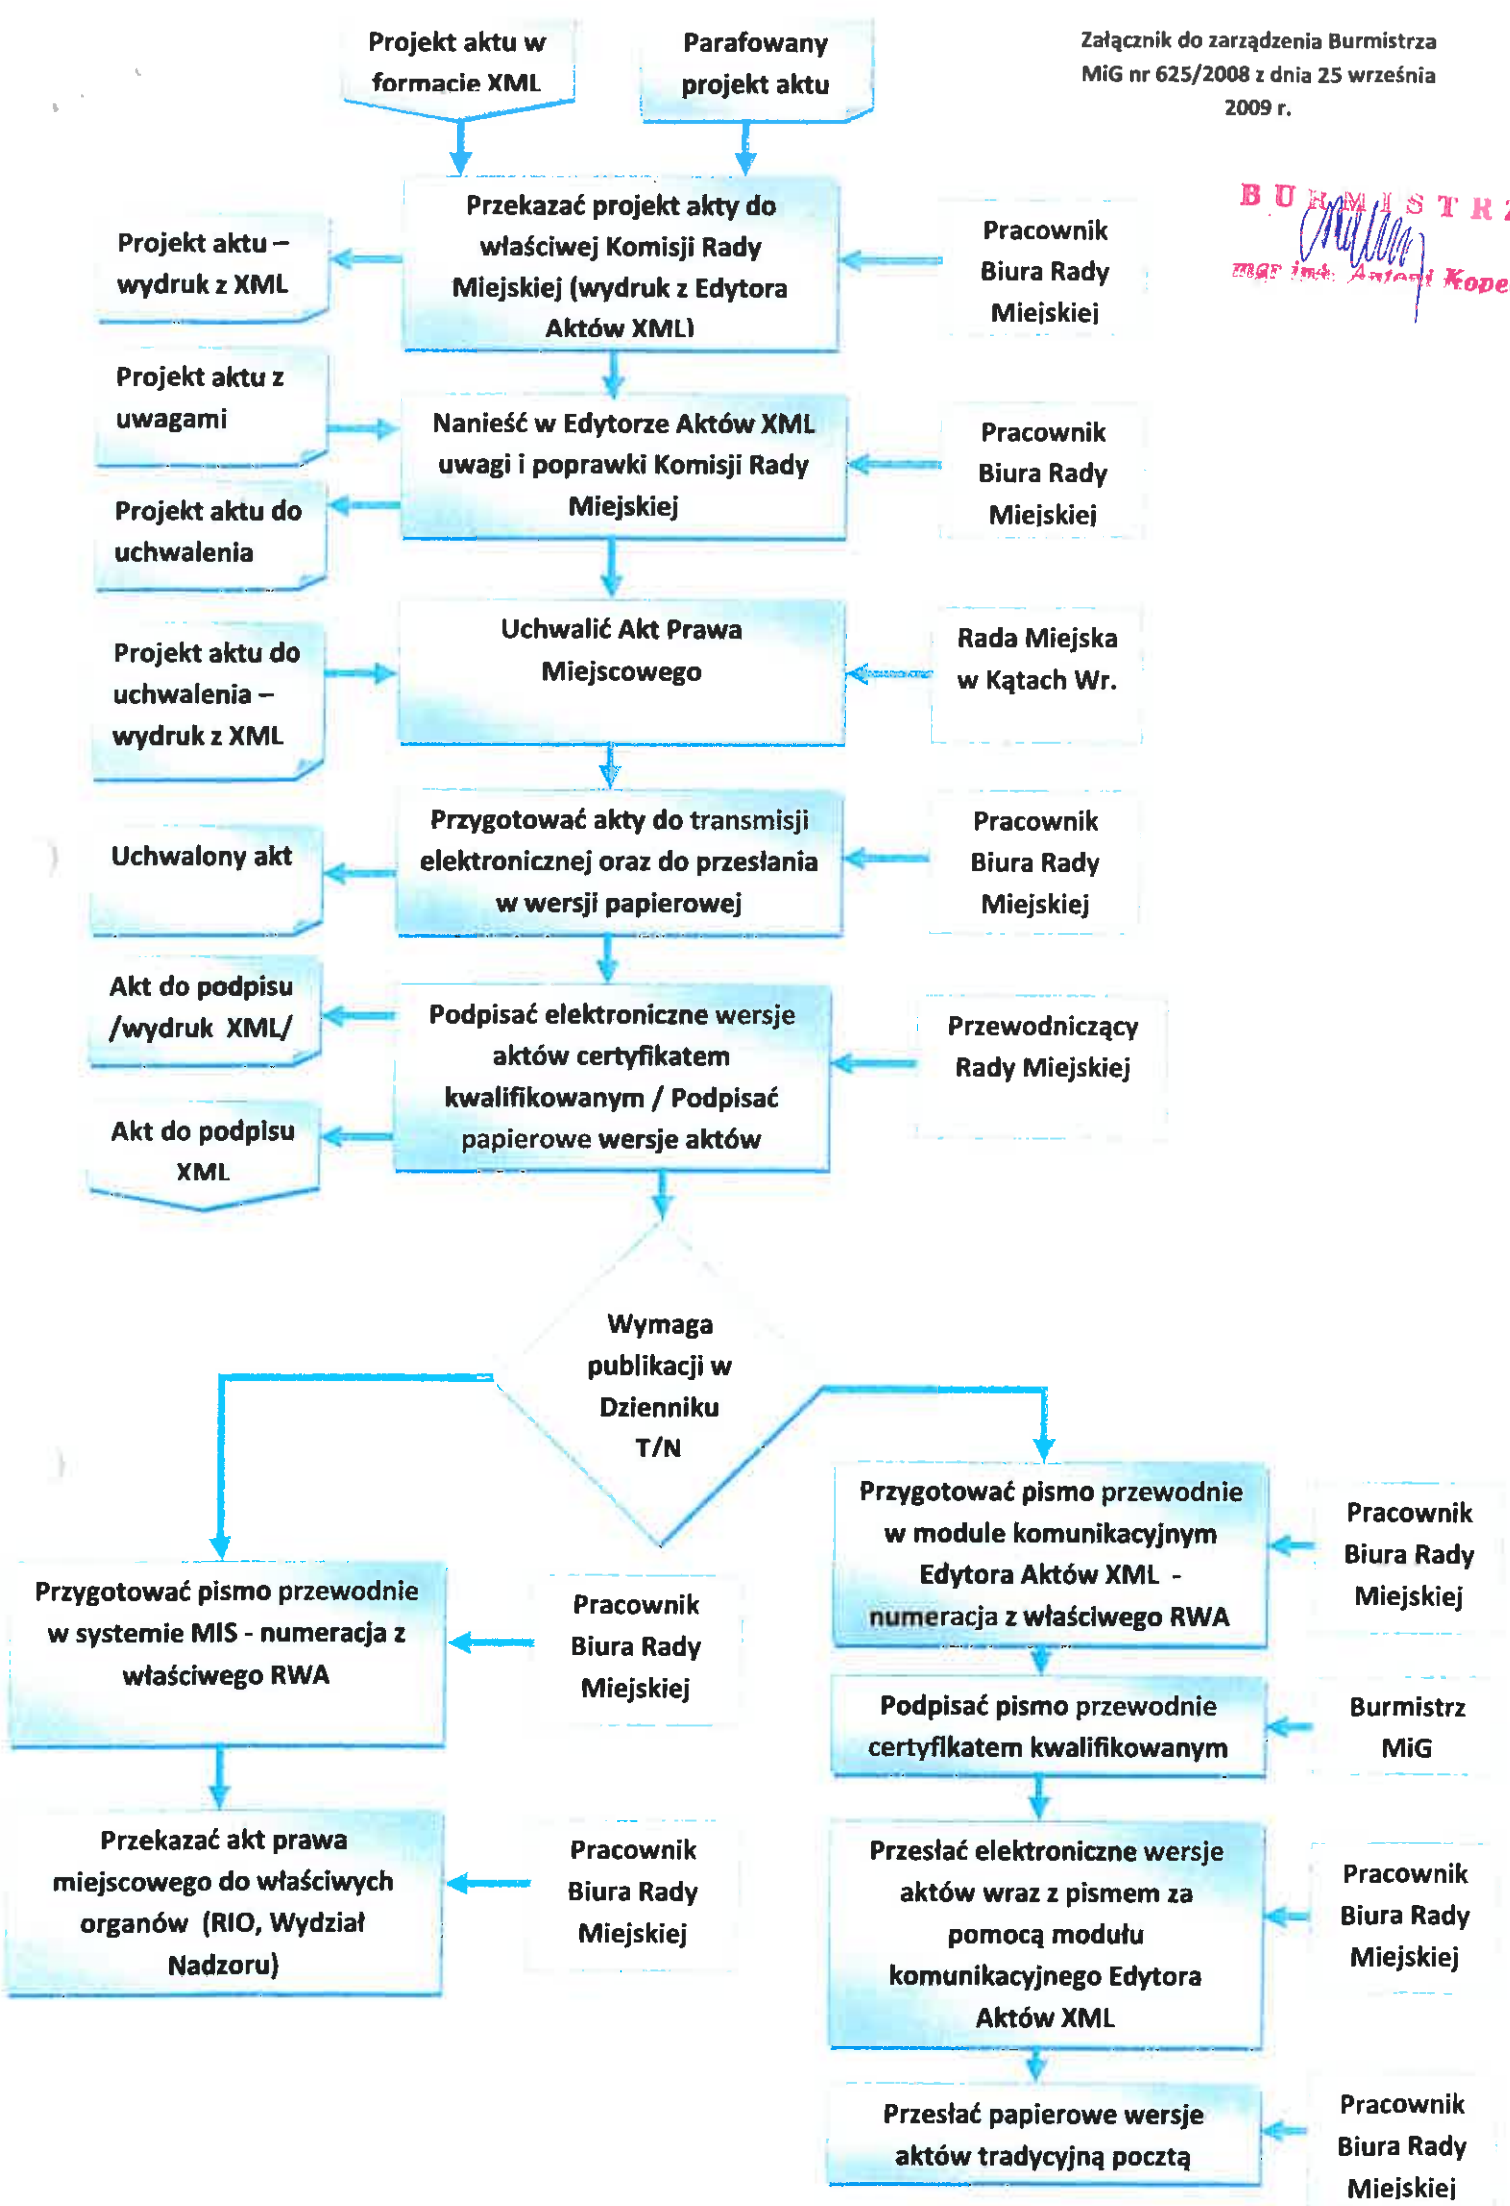 Projekt aktu w
formacie XML
Parafowany
projekt aktu
Załącznik do zarządzenia Burmistrza
MiG nr 625/2008 z dnia 25 września
2009 r.
BURMISTRZ
mgr inż. Antoni Kope
Przekazać projekt akty do
właściwej Komisji Rady
Miejskiej (wydruk z Edytora
Aktów XML)
Projekt aktu –
wydruk z XML
Pracownik
Biura Rady
Miejskiej
Projekt aktu z
uwagami
Nanieść w Edytorze Aktów XML
uwagi i poprawki Komisji Rady
Miejskiej
Pracownik
Biura Rady
Miejskiej
Projekt aktu do
uchwalenia
Uchwalić Akt Prawa
Miejscowego
Rada Miejska
w Kątach Wr.
Projekt aktu do
uchwalenia –
wydruk z XML
Przygotować akty do transmisji
elektronicznej oraz do przesłania
w wersji papierowej
Pracownik
Biura Rady
Miejskiej
Uchwalony akt
Akt do podpisu
/wydruk XML/
Podpisać elektroniczne wersje
aktów certyfikatem
kwalifikowanym / Podpisać
papierowe wersje aktów
Przewodniczący
Rady Miejskiej
Akt do podpisu
XML
Wymaga
publikacji w
Dzienniku
T/N
Przygotować pismo przewodnie
w systemie MIS - numeracja z
właściwego RWA
Pracownik
Biura Rady
Miejskiej
Przekazać akt prawa
miejscowego do właściwych
organów (RIO, Wydział
Nadzoru)
Pracownik
Biura Rady
Miejskiej
Przygotować pismo przewodnie
w module komunikacyjnym
Edytora Aktów XML -
numeracja z właściwego RWA
Pracownik
Biura Rady
Miejskiej
Podpisać pismo przewodnie
certyfikatem kwalifikowanym
Burmistrz
MiG
Przesłać elektroniczne wersje
aktów wraz z pismem za
pomocą modułu
komunikacyjnego Edytora
Aktów XML
Pracownik
Biura Rady
Miejskiej
Przesłać papierowe wersje
aktów tradycyjną pocztą
Pracownik
Biura Rady
Miejskiej